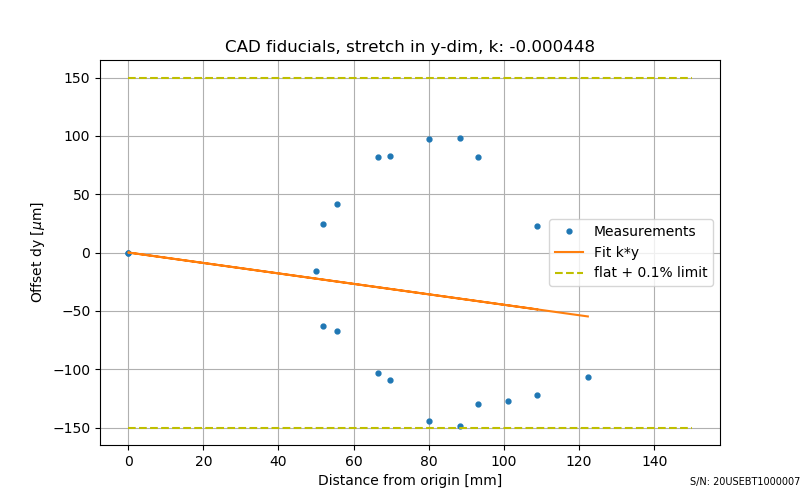 CAD fiducials, stretch in y-dim, k: -0.000448
150
100
50
0
−50
−100
−150
Offset dy [μm]
Measurements
Fit k*y
flat + 0.1% limit
0 20 40 60 80 100 120 140
Distance from origin [mm]
S/N: 20USEBT1000007